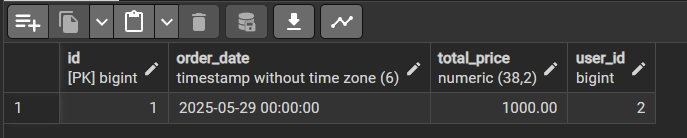 id order_date total_price user_id
[PK] bigint timestamp without time zone (6) numeric (38,2) bigint
1 1 2025-05-29 00:00:00 1000.00 2